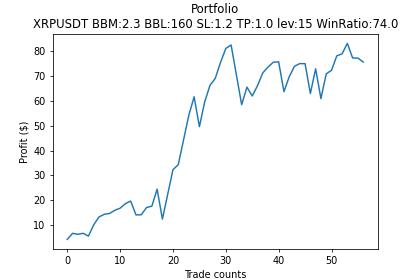 Portfolio
XRPUSDT BBM:2.3 BBL:160 SL:1.2 TP:1.0 lev:15 WinRatio:74.0
80
70
60
50
40
30
20
10
Profit ($)
0 10 20 30 40 50
Trade counts